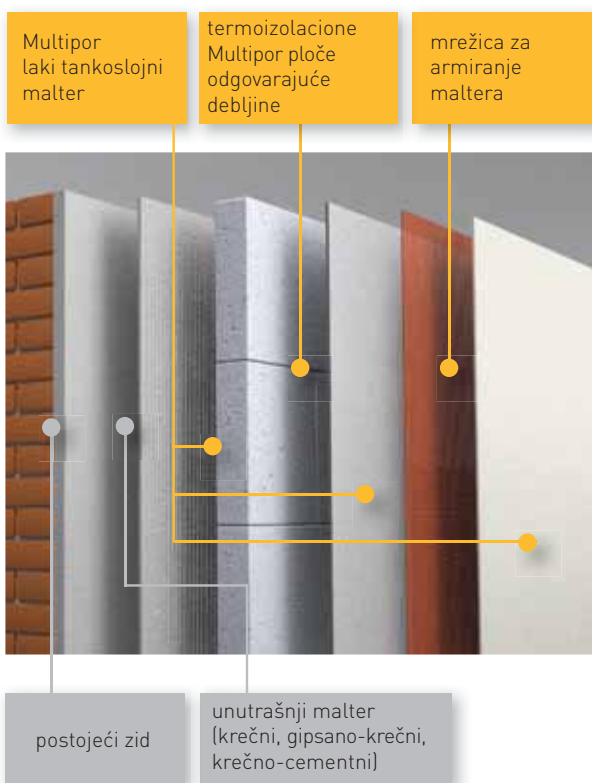 Multipor
laki tankoslojni
malter
termoizolacione
Multipor ploče
odgovarajuće
debljine
mrežica za
armiranje
maltera
postojeći zid
unutrašnji malter
(krečni, gipsano-krečni,
krečno-cementni)